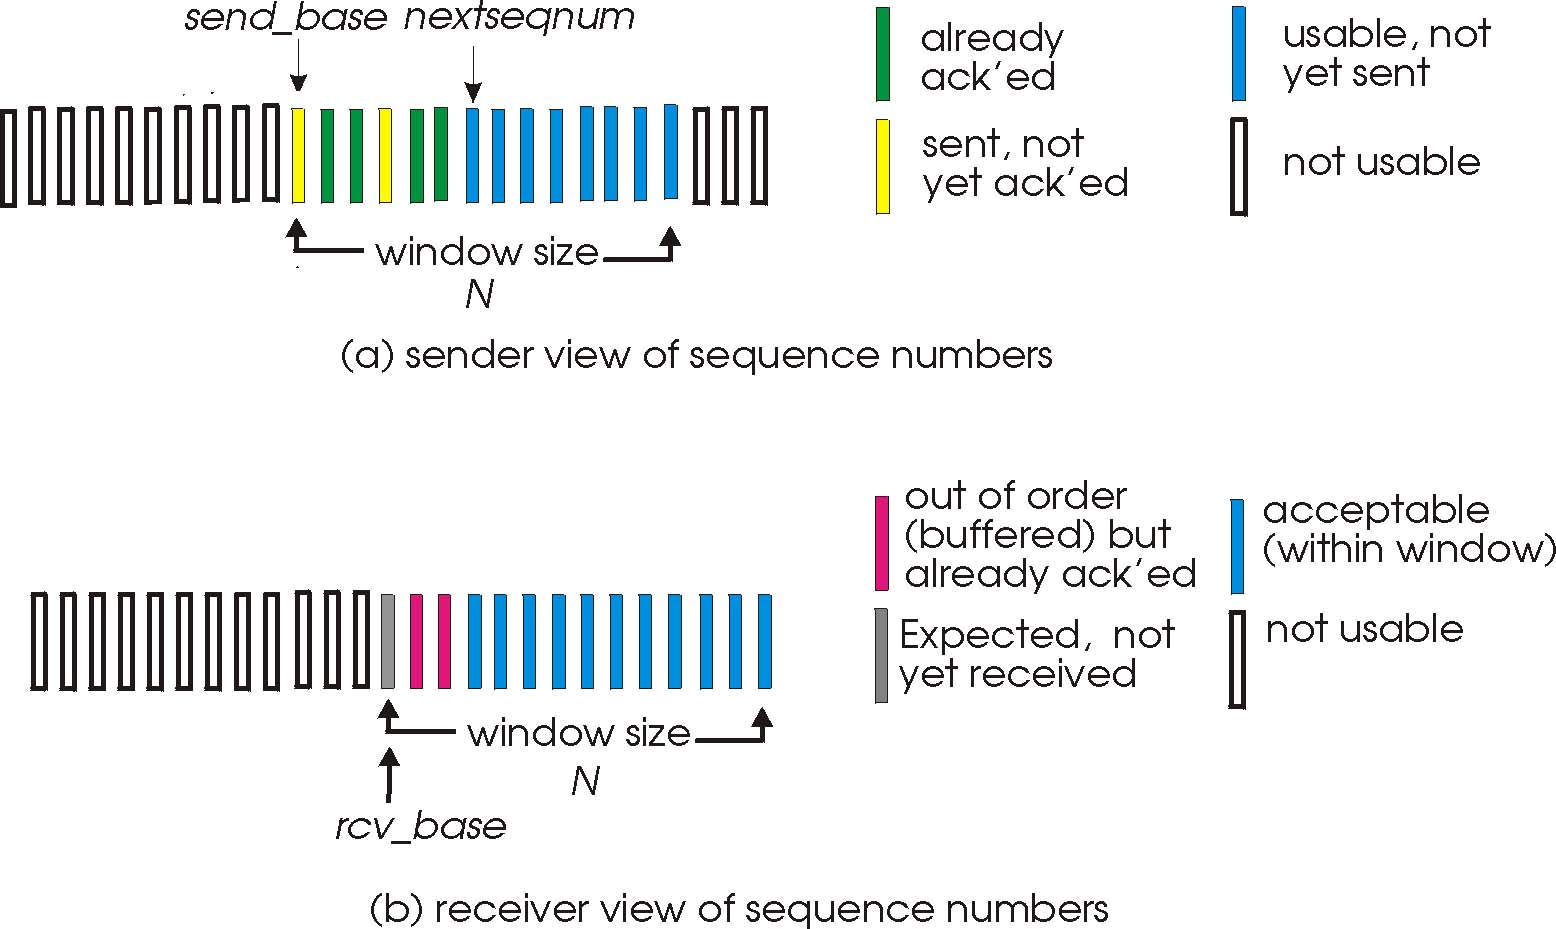 send_base nextseqnum
already
ack'ed
usable, not
yet sent
sent, not
yet ack'ed
not usable
window size
N
(a) sender view of sequence numbers
out of order
(buffered) but
already ack'ed
acceptable
(within window)
Expected, not
yet received
not usable
window size
N
rcv_base
(b) receiver view of sequence numbers